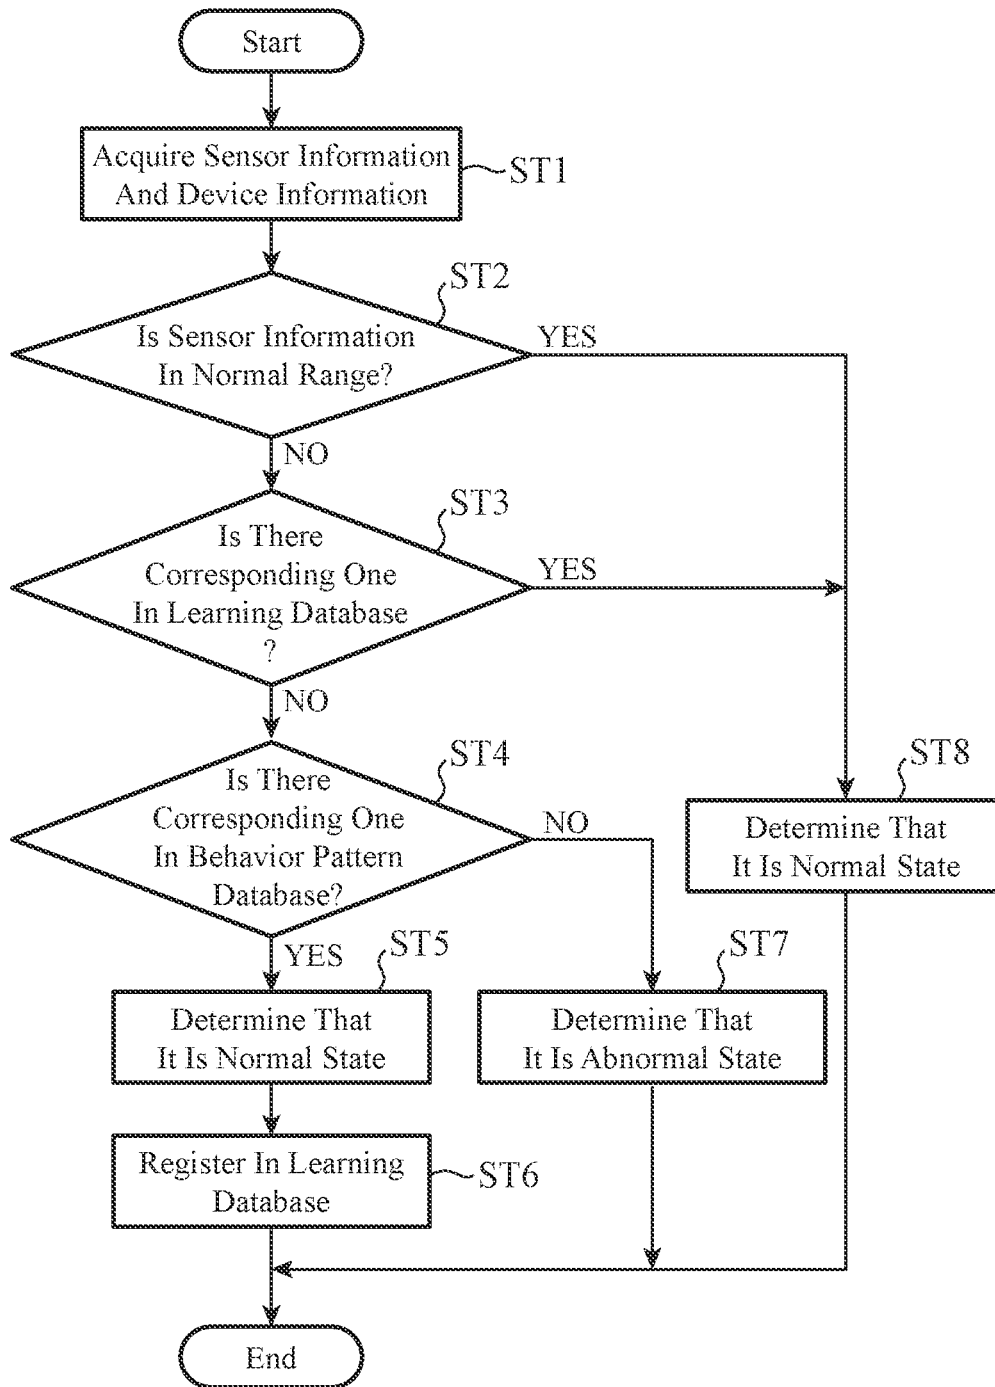 Start
Acquire Sensor Information
And Device Information
ST1
ST2
Is Sensor Information
In Normal Range?
YES
NO
ST3
Is There
Corresponding One
In Learning Database
?
YES
NO
ST4
Is There
Corresponding One
In Behavior Pattern
Database?
NO
YES
ST8
Determine That
It Is Normal State
ST5
Determine That
It Is Normal State
ST7
Determine That
It Is Abnormal State
Register In Learning
Database
ST6
End